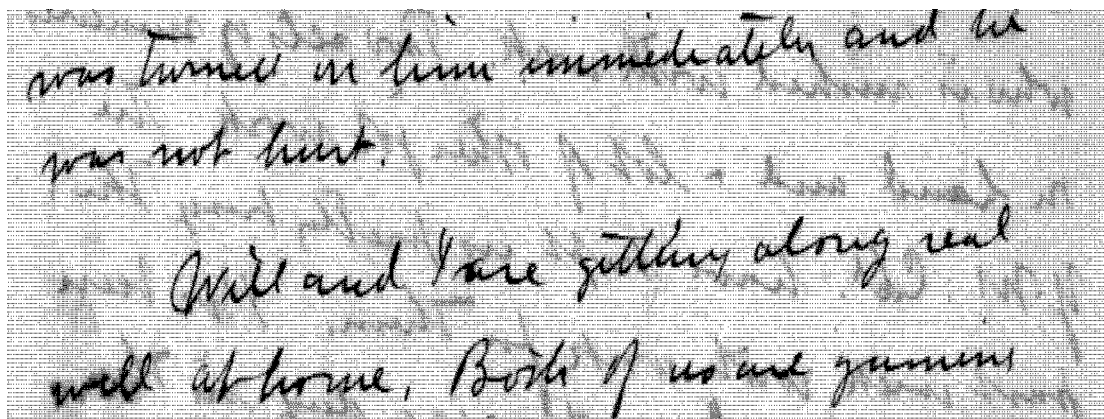 was turned on him immediately and he
was not hurt.
Will and I are getting along real
well at home. Both of us are